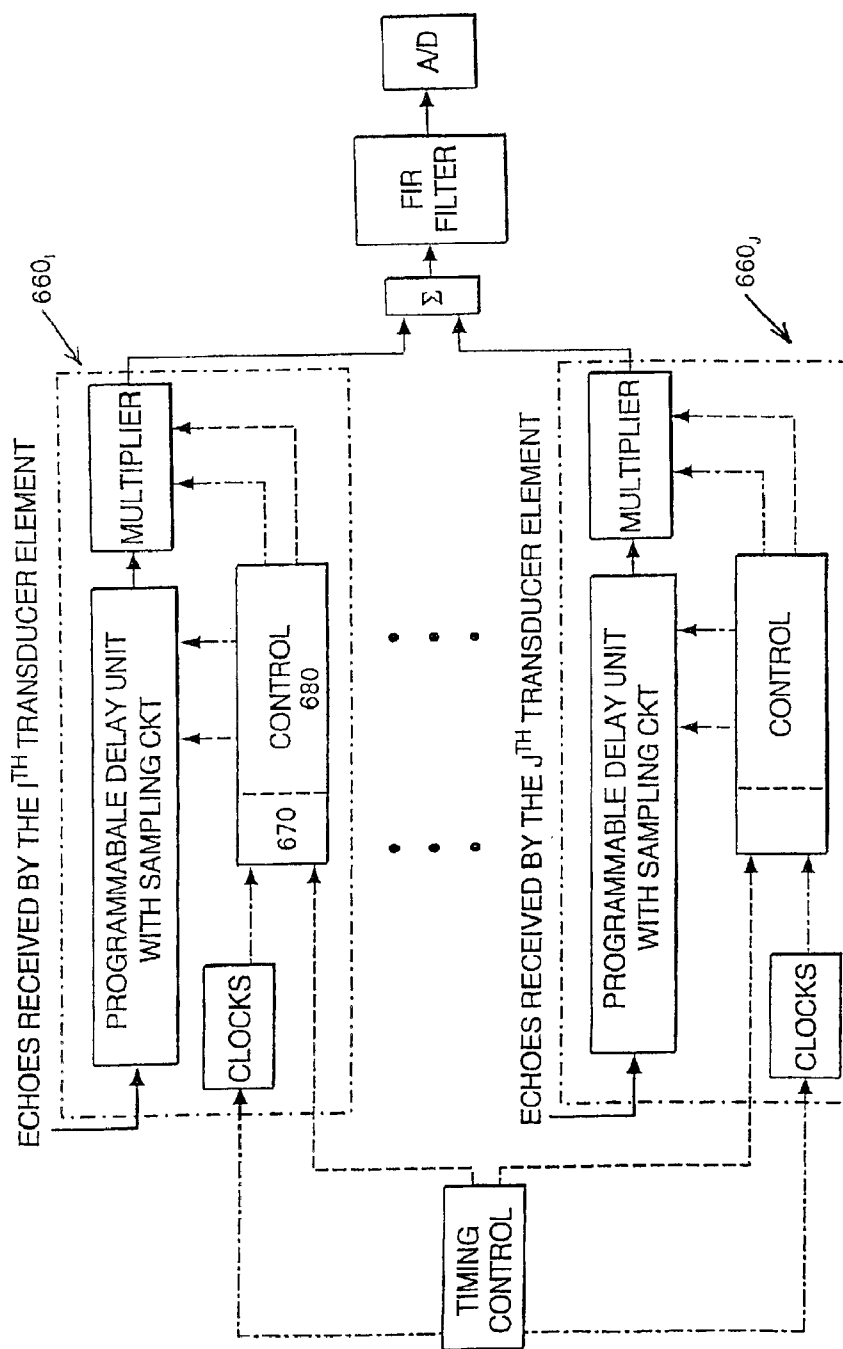 ECHOES RECEIVED BY THE I^TH TRANSDUCER ELEMENT
660_I
PROGRAMMABALE DELAY UNIT
WITH SAMPLING CKT
MULTIPLIER
CLOCKS
670
CONTROL
680
TIMING
CONTROL
Σ
FIR
FILTER
A/D
ECHOES RECEIVED BY THE J^TH TRANSDUCER ELEMENT
660_J
PROGRAMMABLE DELAY UNIT
WITH SAMPLING CKT
MULTIPLIER
CLOCKS
CONTROL